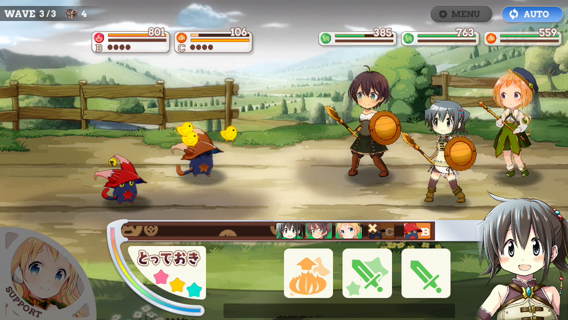 WAVE 3/3 4
MENU
AUTO
801
B
106
C
385
763
559
とっておき
C
B
SUPPORT